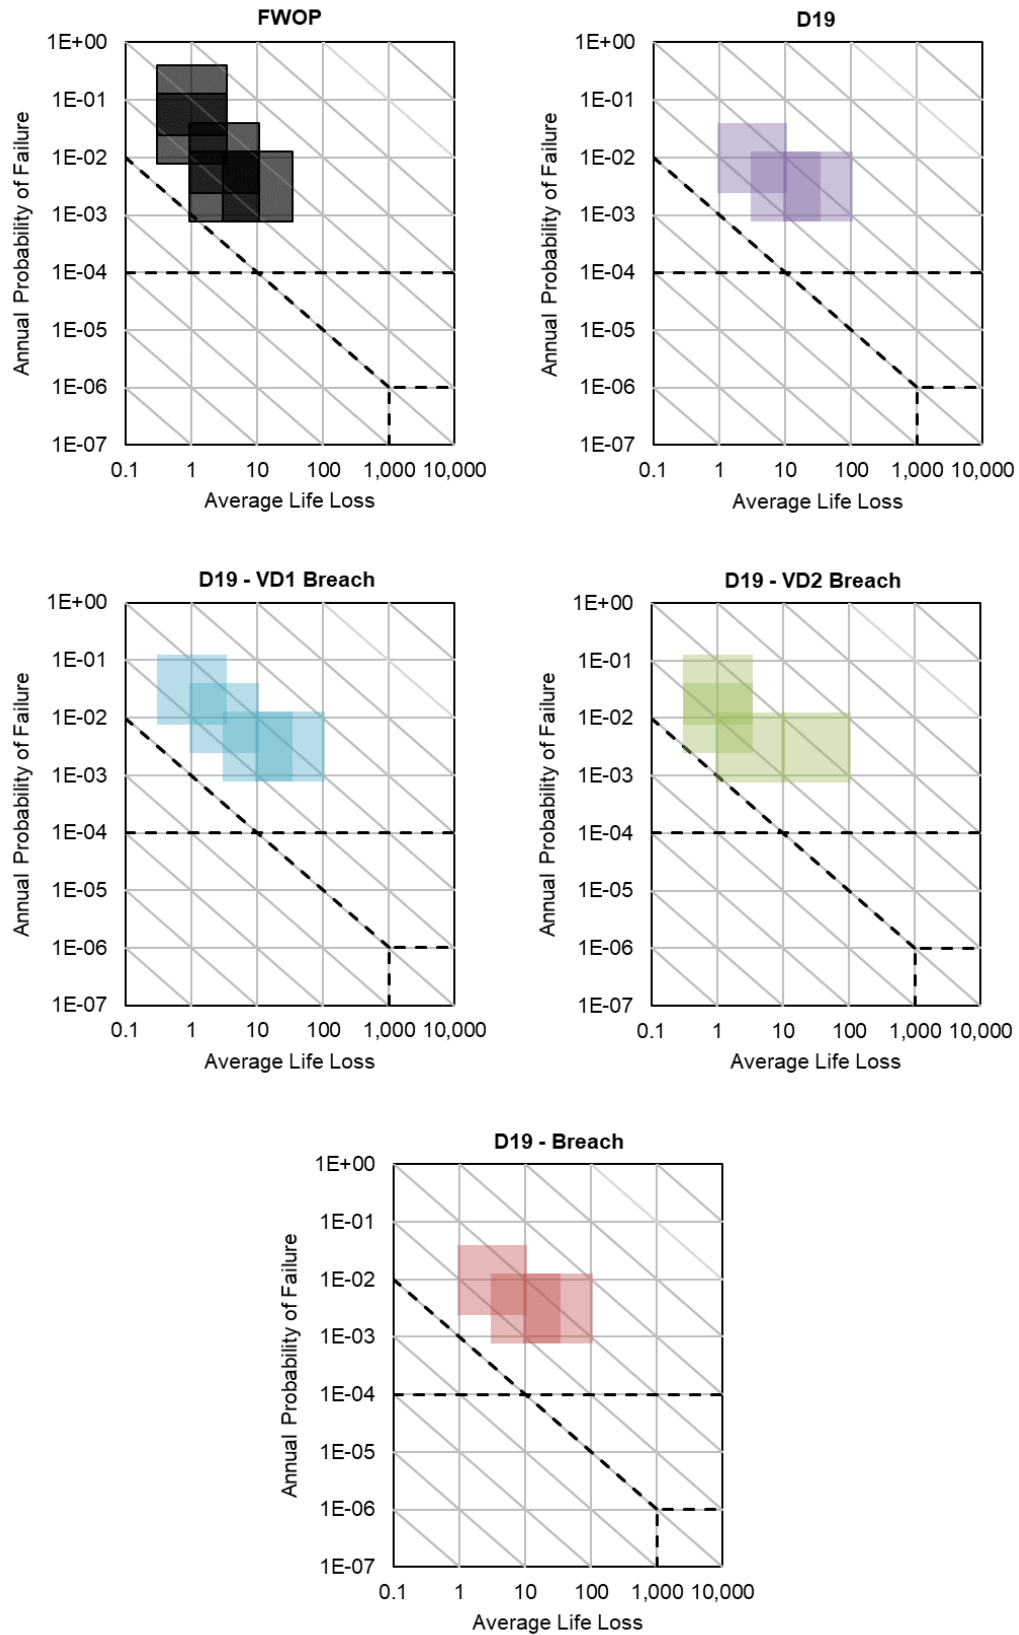 FWOP
1E+00
1E-01
1E-02
1E-03
1E-04
1E-05
1E-06
1E-07
0.1 1 10 100 1,000 10,000
Average Life Loss
Annual Probability of Failure
D19
1E+00
1E-01
1E-02
1E-03
1E-04
1E-05
1E-06
1E-07
0.1 1 10 100 1,000 10,000
Average Life Loss
Annual Probability of Failure
D19 - VD1 Breach
1E+00
1E-01
1E-02
1E-03
1E-04
1E-05
1E-06
1E-07
0.1 1 10 100 1,000 10,000
Average Life Loss
Annual Probability of Failure
D19 - VD2 Breach
1E+00
1E-01
1E-02
1E-03
1E-04
1E-05
1E-06
1E-07
0.1 1 10 100 1,000 10,000
Average Life Loss
Annual Probability of Failure
D19 - Breach
1E+00
1E-01
1E-02
1E-03
1E-04
1E-05
1E-06
1E-07
0.1 1 10 100 1,000 10,000
Average Life Loss
Annual Probability of Failure